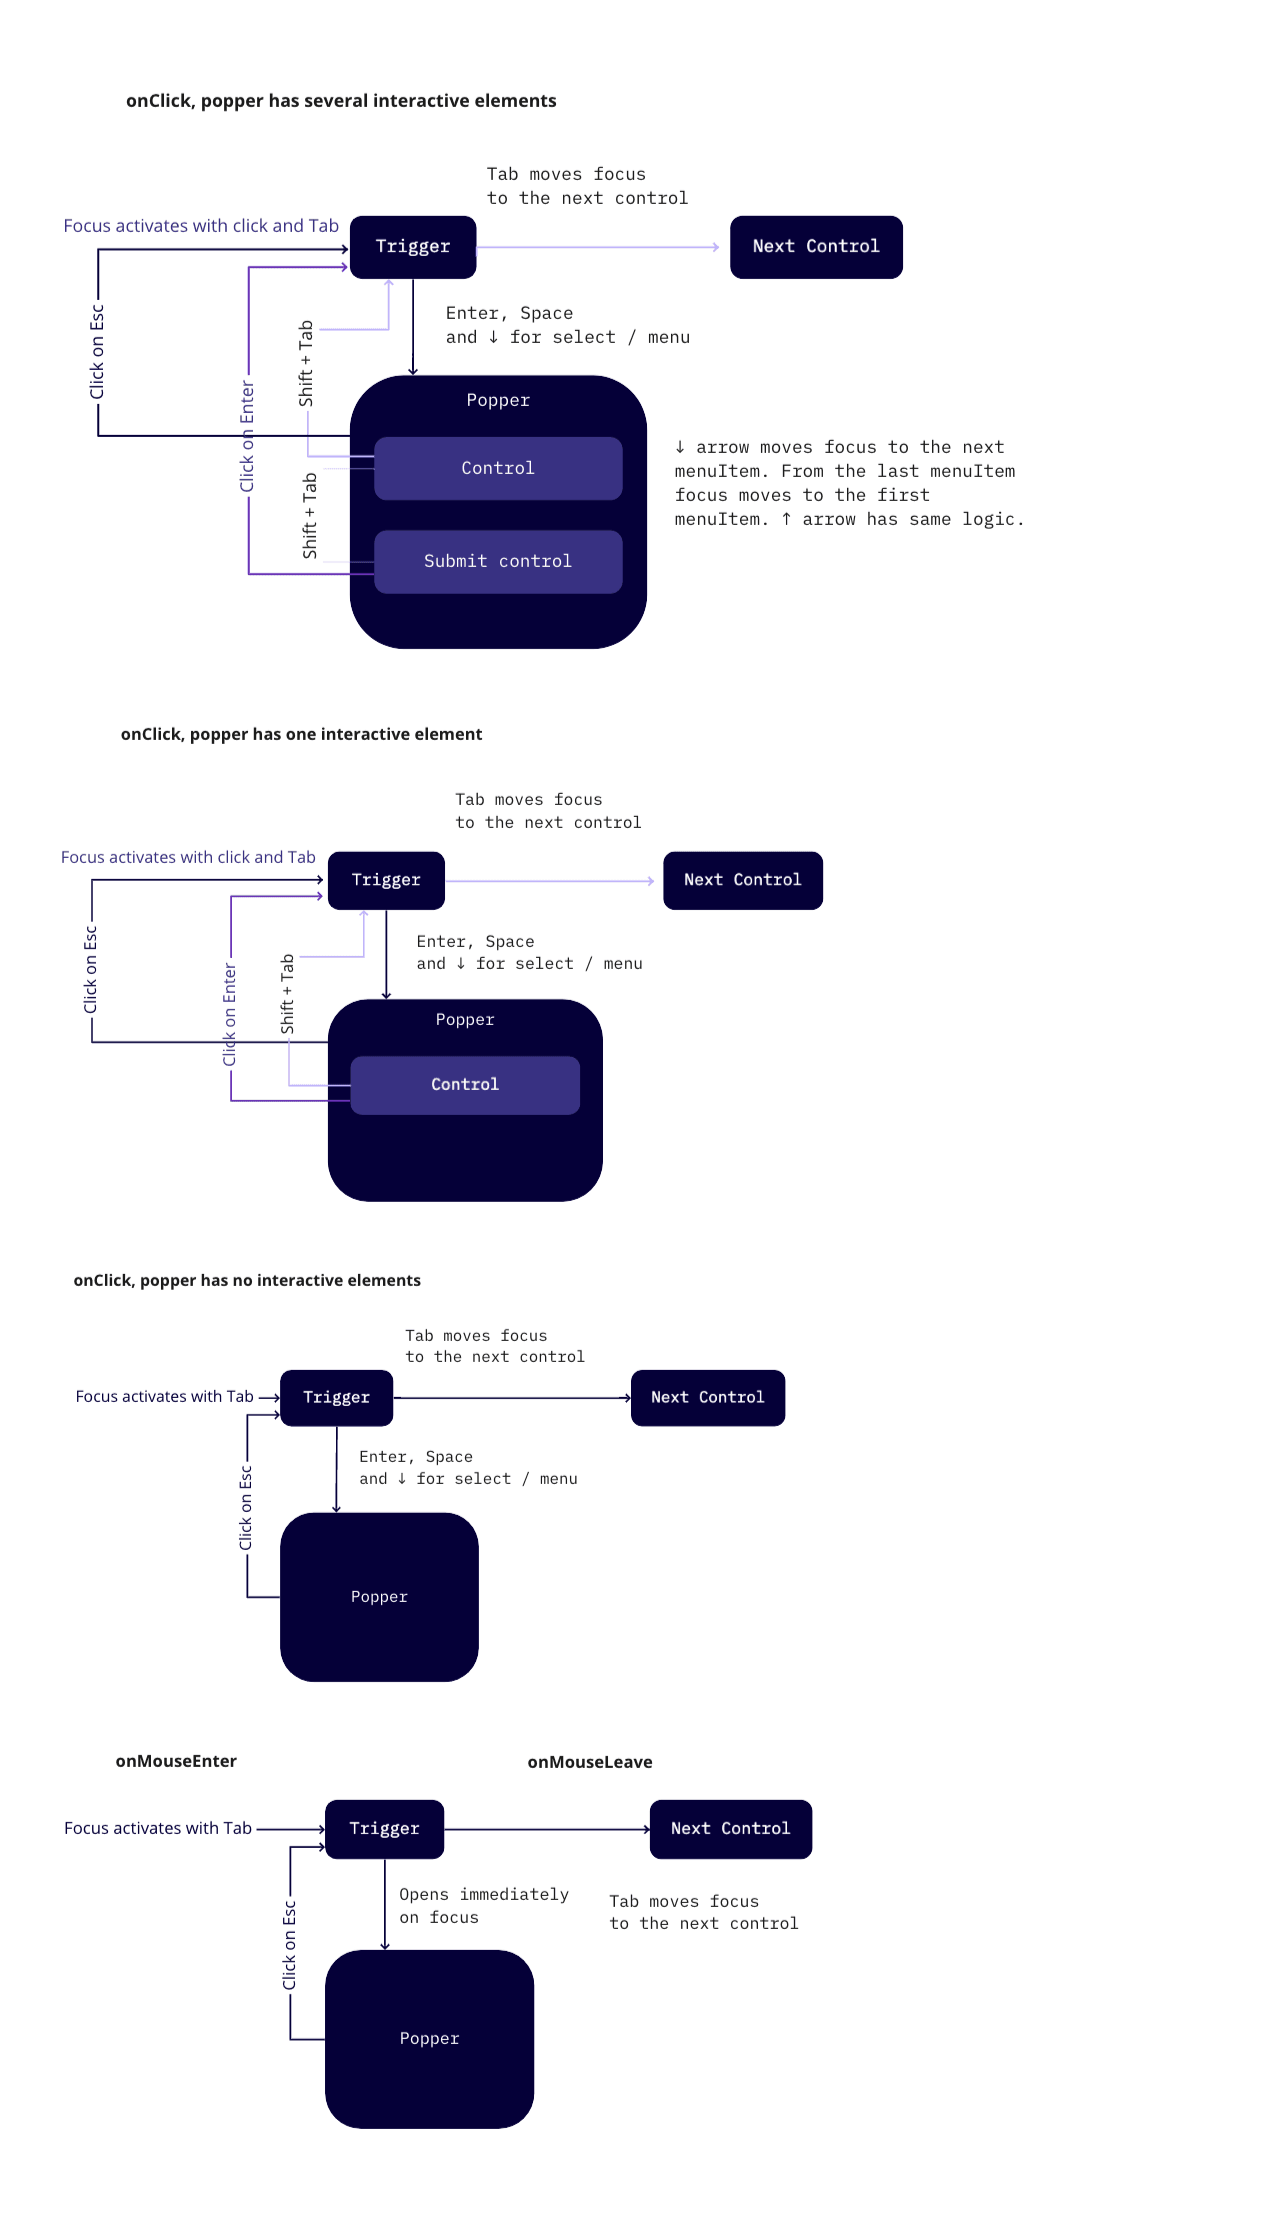 onClick, popper has several interactive elements
Tab moves focus
to the next control
Focus activates with click and Tab
Trigger
Next Control
Enter, Space
and ↓ for select / menu
Click on Esc
Shift + Tab
Click on Enter
Popper
Control
Shift + Tab
Submit control
↓ arrow moves focus to the next
menuItem. From the last menuItem
focus moves to the first
menuItem. ↑ arrow has same logic.
onClick, popper has one interactive element
Tab moves focus
to the next control
Focus activates with click and Tab
Trigger
Next Control
Enter, Space
and ↓ for select / menu
Click on Esc
Shift + Tab
Click on Enter
Popper
Control
onClick, popper has no interactive elements
Tab moves focus
to the next control
Focus activates with Tab
Trigger
Next Control
Enter, Space
and ↓ for select / menu
Click on Esc
Popper
onMouseEnter
onMouseLeave
Focus activates with Tab
Trigger
Next Control
Opens immediately
on focus
Tab moves focus
to the next control
Click on Esc
Popper